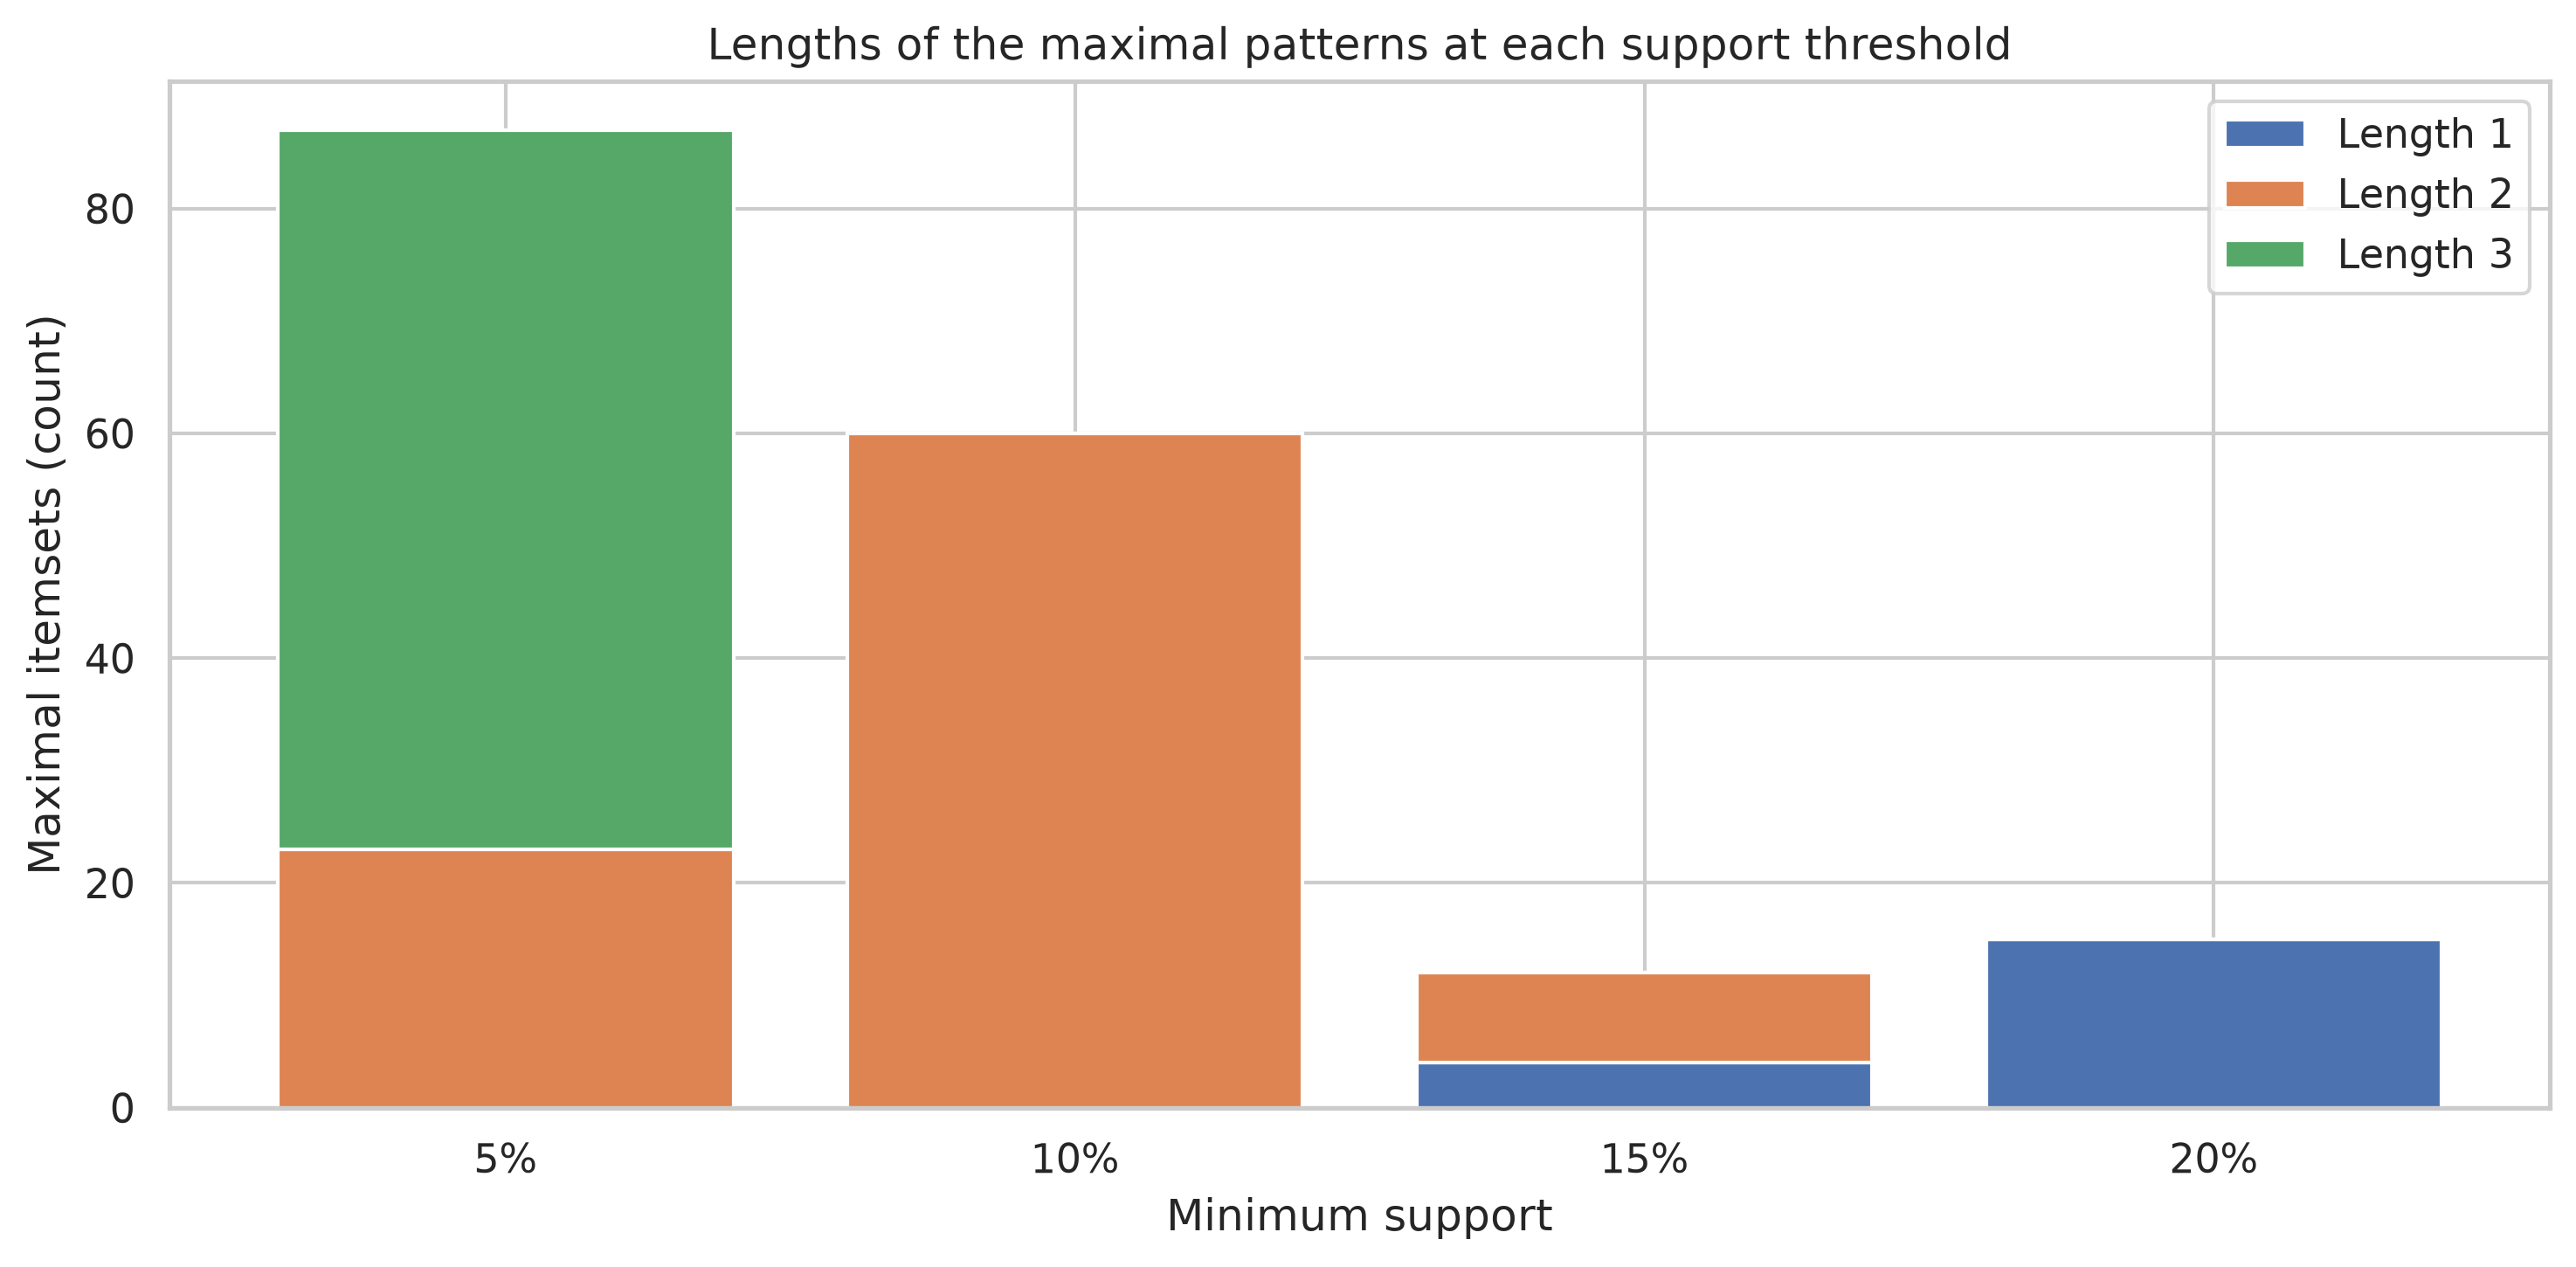 Lengths of the maximal patterns at each support threshold
Length 1
Length 2
Length 3
Maximal itemsets (count)
80
60
40
20
0
5%
10%
15%
20%
Minimum support